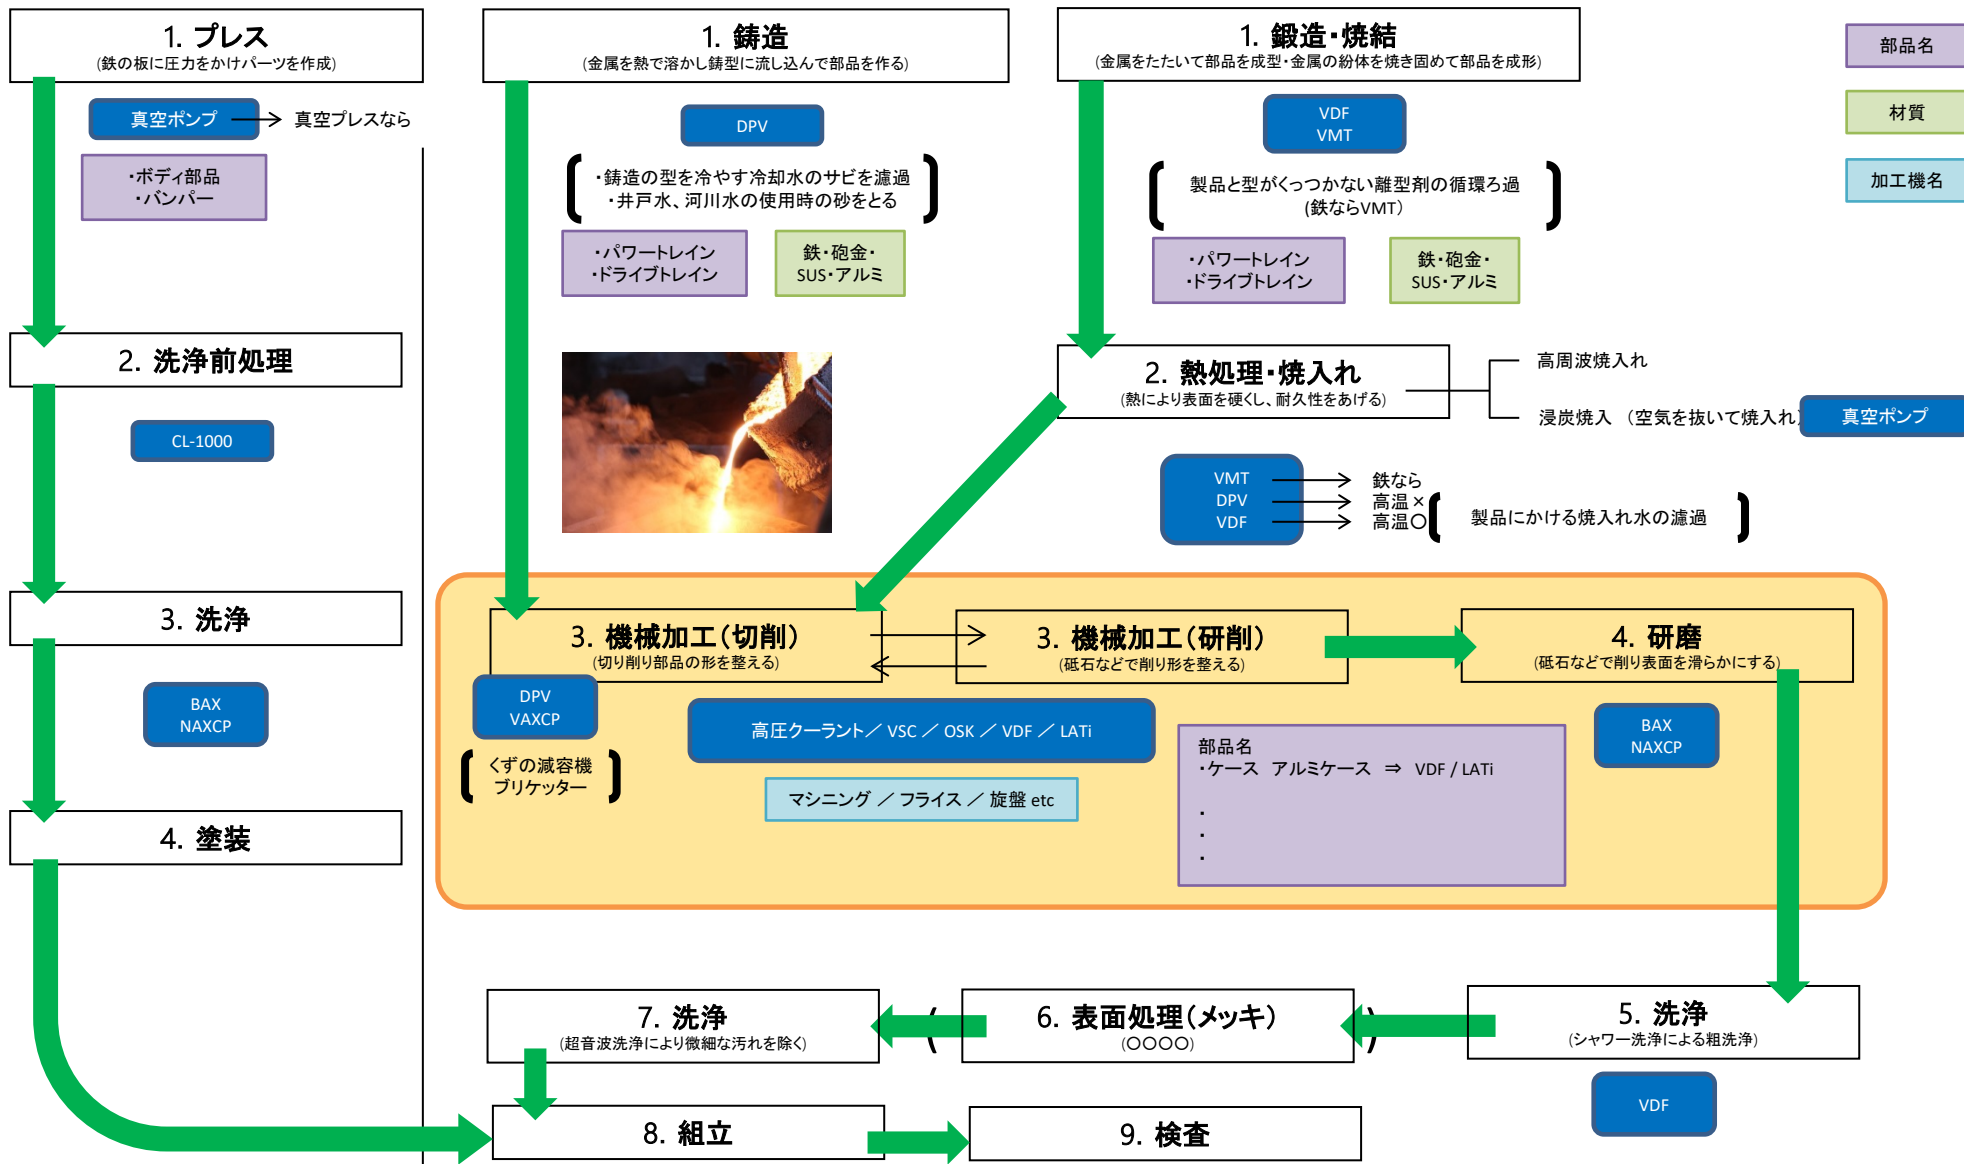 1. プレス
(鉄の板に圧力をかけパーツを作成)
真空ポンプ
真空プレスなら
・ボディ部品
・バンパー
2. 洗浄前処理
CL-1000
3. 洗浄
BAX
NAXCP
4. 塗装
1. 鋳造
(金属を熱で溶かし鋳型に流し込んで部品を作る)
DPV
・鋳造の型を冷やす冷却水のサビを濾過
・井戸水、河川水の使用時の砂をとる
・パワートレイン
・ドライブトレイン
鉄・砲金・
SUS・アルミ
1. 鍛造・焼結
(金属をたたいて部品を成型・金属の紛体を焼き固めて部品を成形)
VDF
VMT
製品と型がくっつかない離型剤の循環ろ過
(鉄ならVMT)
・パワートレイン
・ドライブトレイン
鉄・砲金・
SUS・アルミ
部品名
材質
加工機名
2. 熱処理・焼入れ
(熱により表面を硬くし、耐久性をあげる)
高周波焼入れ
浸炭焼入 (空気を抜いて焼入れ)
真空ポンプ
VMT
DPV
VDF
鉄なら
高温×
高温〇
製品にかける焼入れ水の濾過
3. 機械加工(切削)
(切り削り部品の形を整える)
DPV
VAXCP
くずの減容機
ブリケッター
3. 機械加工(研削)
(砥石などで削り形を整える)
高圧クーラント／ VSC ／ OSK ／ VDF ／ LATi
マシニング ／ フライス ／ 旋盤 etc
部品名
・ケース アルミケース ⇒ VDF / LATi
・
・
・
4. 研磨
(砥石などで削り表面を滑らかにする)
BAX
NAXCP
5. 洗浄
(シャワー洗浄による粗洗浄)
VDF
( 6. 表面処理(メッキ) )
(〇〇〇〇)
7. 洗浄
(超音波洗浄により微細な汚れを除く)
8. 組立
9. 検査